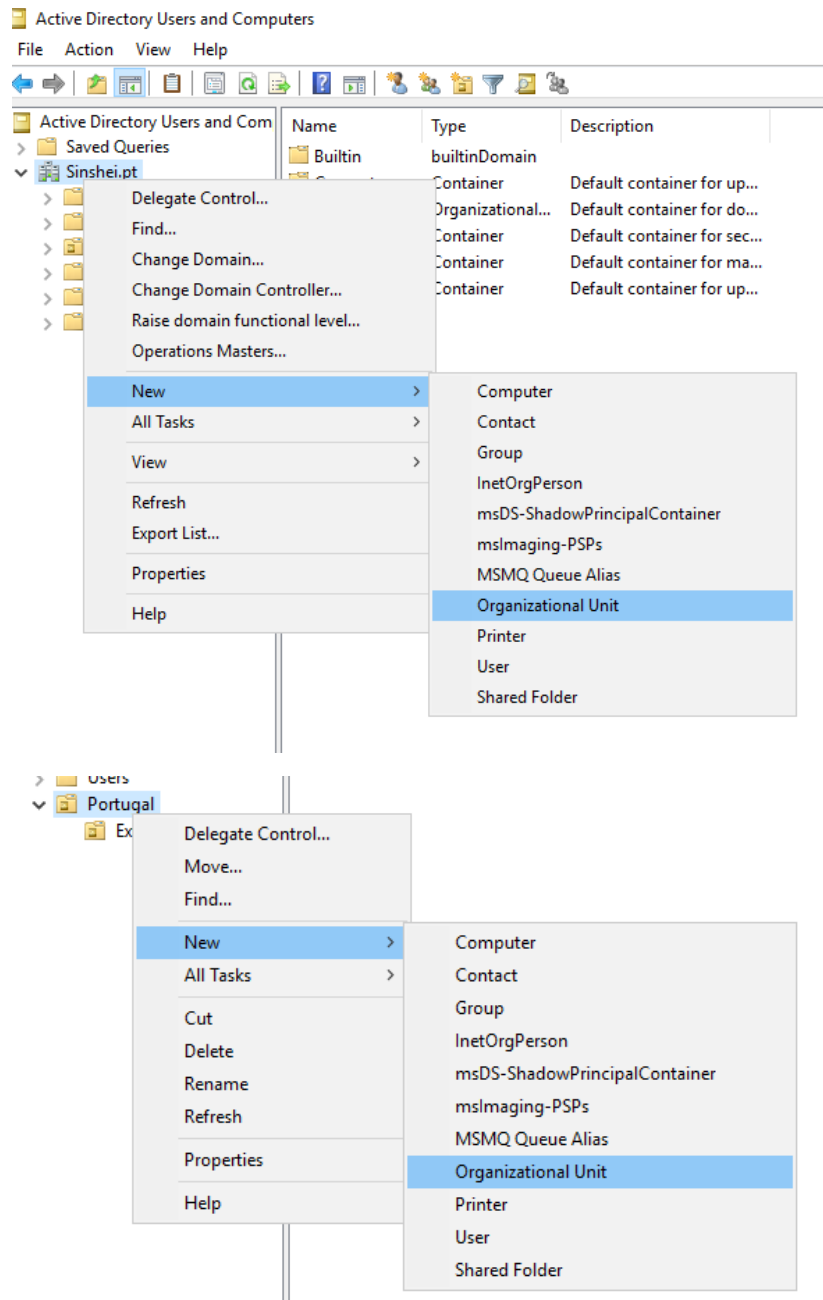 Active Directory Users and Computers
File Action View Help
Active Directory Users and Com
Name Type Description
Saved Queries
Builtin builtinDomain
Sinshei.pt
Container Default container for up...
Organizational... Default container for do...
Container Default container for sec...
Container Default container for ma...
Container Default container for up...
Delegate Control...
Find...
Change Domain...
Change Domain Controller...
Raise domain functional level...
Operations Masters...
New
All Tasks
View
Refresh
Export List...
Properties
Help
Computer
Contact
Group
InetOrgPerson
msDS-ShadowPrincipalContainer
msImaging-PSPs
MSMQ Queue Alias
Organizational Unit
Printer
User
Shared Folder
Users
Portugal
Ex
Delegate Control...
Move...
Find...
New
All Tasks
Cut
Delete
Rename
Refresh
Properties
Help
Computer
Contact
Group
InetOrgPerson
msDS-ShadowPrincipalContainer
msImaging-PSPs
MSMQ Queue Alias
Organizational Unit
Printer
User
Shared Folder